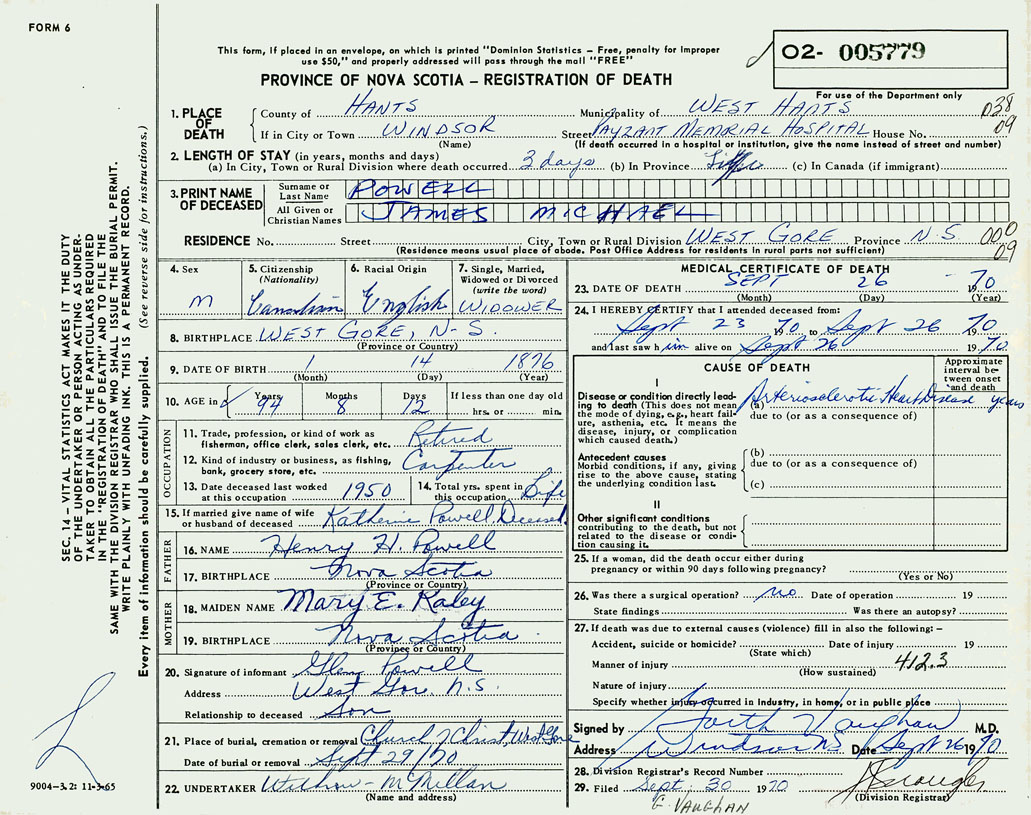 FORM 6
This form, if placed in an envelope, on which is printed "Dominion Statistics – Free, penalty for improper
use $50," and properly addressed will pass through the mail "FREE"
O2- 005779
PROVINCE OF NOVA SCOTIA – REGISTRATION OF DEATH
For use of the Department only
1. PLACE OF DEATH
County of HANTS Municipality of WEST HANTS 038
If in City or Town WINDSOR Street PAYZANT MEMORIAL HOSPITAL House No. 09
(Name) (If death occurred in a hospital or institution, give the name instead of street and number)
2. LENGTH OF STAY (in years, months and days)
(a) In City, Town or Rural Division where death occurred 3 days (b) In Province Life (c) In Canada (if immigrant)
3. PRINT NAME OF DECEASED
Surname or Last Name POWELL
All Given or Christian Names JAMES MICHAEL
RESIDENCE No. Street City, Town or Rural Division WEST GORE Province N.S. 000
(Residence means usual place of abode. Post Office Address for residents in rural parts not sufficient) 09
4. Sex M
5. Citizenship (Nationality) Canadian
6. Racial Origin English
7. Single, Married, Widowed or Divorced (write the word) WIDOWER
8. BIRTHPLACE WEST GORE, N-S.
(Province or Country)
9. DATE OF BIRTH 1 14 1876
(Month) (Day) (Year)
10. AGE in Years 94 Months 8 Days 12 If less than one day old
hrs. or min.
OCCUPATION
11. Trade, profession, or kind of work as fisherman, office clerk, sales clerk, etc. Retired
12. Kind of industry or business, as fishing, bank, grocery store, etc. Carpenter
13. Date deceased last worked at this occupation 1950
14. Total yrs. spent in this occupation Life
15. If married give name of wife or husband of deceased Katherine Powell, Deceased
FATHER
16. NAME Henry H. Powell
17. BIRTHPLACE Nova Scotia
(Province or Country)
MOTHER
18. MAIDEN NAME Mary E. Kaley
19. BIRTHPLACE Nova Scotia
(Province or Country)
20. Signature of informant Glen Powell
Address West Gore N.S.
Relationship to deceased Son
21. Place of burial, cremation or removal Church of Christ, West Gore
Date of burial or removal Sept 29/70
22. UNDERTAKER Withrow - McMillan
(Name and address)
MEDICAL CERTIFICATE OF DEATH
23. DATE OF DEATH SEPT 26 1970
(Month) (Day) (Year)
24. I HEREBY CERTIFY that I attended deceased from:
Sept 23 1970 to Sept 26 1970
and last saw him alive on Sept 26 1970
CAUSE OF DEATH
Approximate interval between onset and death
I
Disease or condition directly leading to death (This does not mean the mode of dying, e.g., heart failure, asthenia, etc. It means the disease, injury, or complication which caused death.)
(a) Arteriosclerotic Heart Disease years
due to (or as a consequence of)
Antecedent causes
Morbid conditions, if any, giving rise to the above cause, stating the underlying condition last.
(b)
due to (or as a consequence of)
(c)
II
Other significant conditions
contributing to the death, but not related to the disease or condition causing it.
25. If a woman, did the death occur either during
pregnancy or within 90 days following pregnancy?
(Yes or No)
26. Was there a surgical operation? no Date of operation 19
State findings Was there an autopsy?
27. If death was due to external causes (violence) fill in also the following: –
Accident, suicide or homicide? Date of injury 19
(State which)
Manner of injury 412.3
(How sustained)
Nature of injury
Specify whether injury occurred in industry, in home, or in public place
Signed by Vaughan M.D.
Address Windsor NS Date Sept 26 1970
28. Division Registrar's Record Number
29. Filed Sept. 30 1970
(Division Registrar)
G. VAUGHAN
SEC. 14 – VITAL STATISTICS ACT MAKES IT THE DUTY
OF THE UNDERTAKER OR PERSON ACTING AS UNDER-
TAKER TO OBTAIN ALL THE PARTICULARS REQUIRED
IN THE "REGISTRATION OF DEATH" AND TO FILE THE
SAME WITH THE DIVISION REGISTRAR WHO SHALL ISSUE THE BURIAL PERMIT.
WRITE PLAINLY WITH UNFADING INK. THIS IS A PERMANENT RECORD.
Every item of information should be carefully supplied. (See reverse side for instructions.)
9004–3.2: 11-3-65